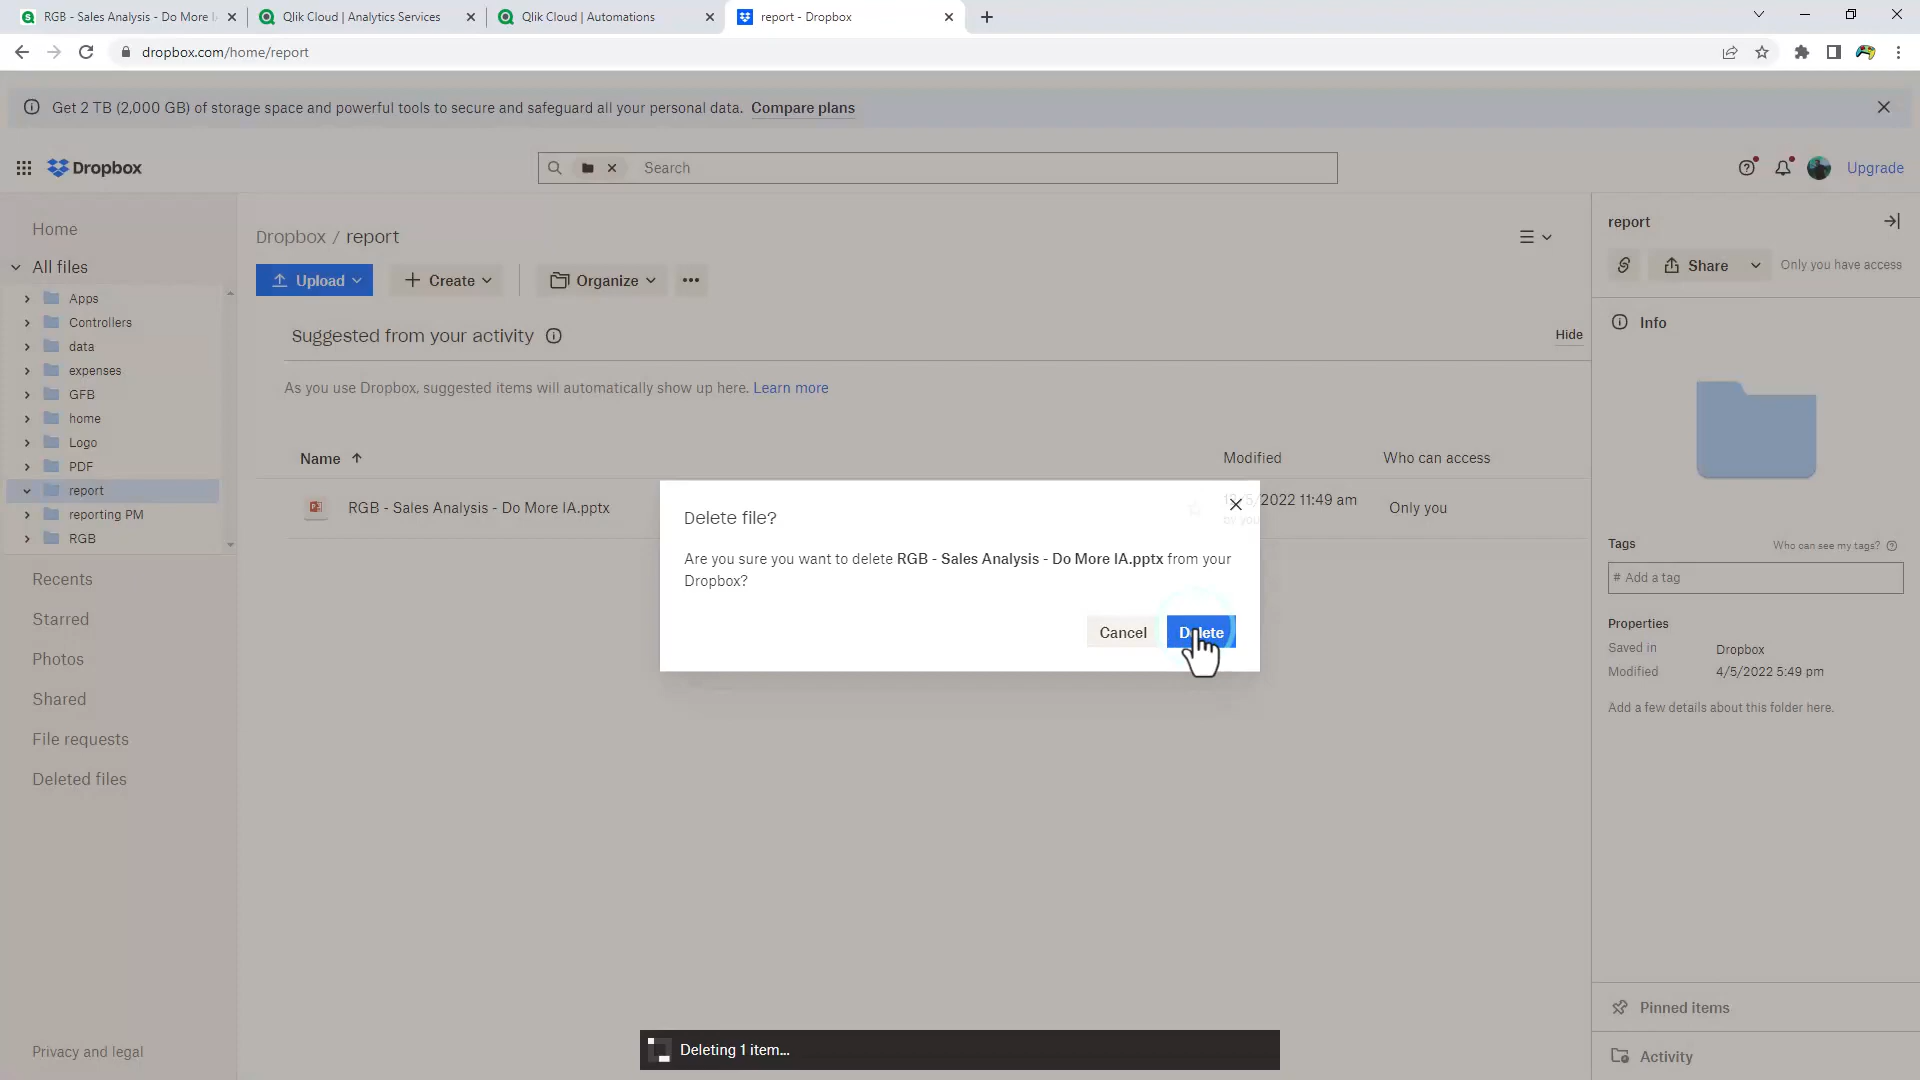 RGB - Sales Analysis - Do More I
Qlik Cloud | Analytics Services
Qlik Cloud | Automations
report - Dropbox
dropbox.com/home/report
Get 2 TB (2,000 GB) of storage space and powerful tools to secure and safeguard all your personal data. Compare plans
Dropbox
Search
Upgrade
Home
All files
Apps
Controllers
data
expenses
GFB
home
Logo
PDF
report
reporting PM
RGB
Recents
Starred
Photos
Shared
File requests
Deleted files
Privacy and legal
Dropbox / report
Upload
Create
Organize
Suggested from your activity
Hide
As you use Dropbox, suggested items will automatically show up here. Learn more
Name
Modified
Who can access
RGB - Sales Analysis - Do More IA.pptx
/2022 11:49 am
Only you
by you
Delete file?
Are you sure you want to delete RGB - Sales Analysis - Do More IA.pptx from your
Dropbox?
Cancel
Delete
Deleting 1 item...
report
Share
Only you have access
Info
Tags
Who can see my tags?
# Add a tag
Properties
Saved in
Dropbox
Modified
4/5/2022 5:49 pm
Add a few details about this folder here.
Pinned items
Activity